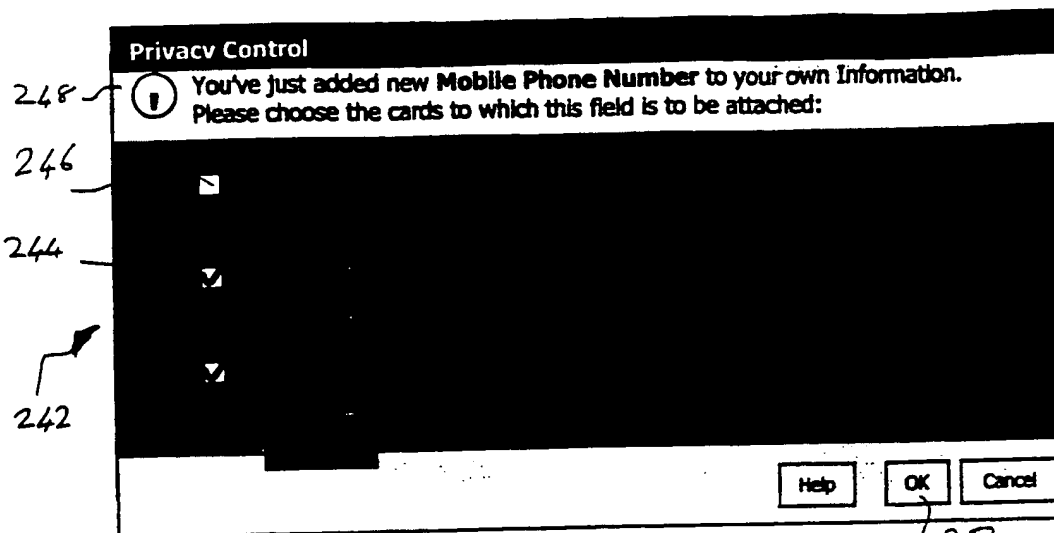 Privacy Control
248
You've just added new Mobile Phone Number to your own Information.
Please choose the cards to which this field is to be attached:
246
244
242
Help
OK
Cancel